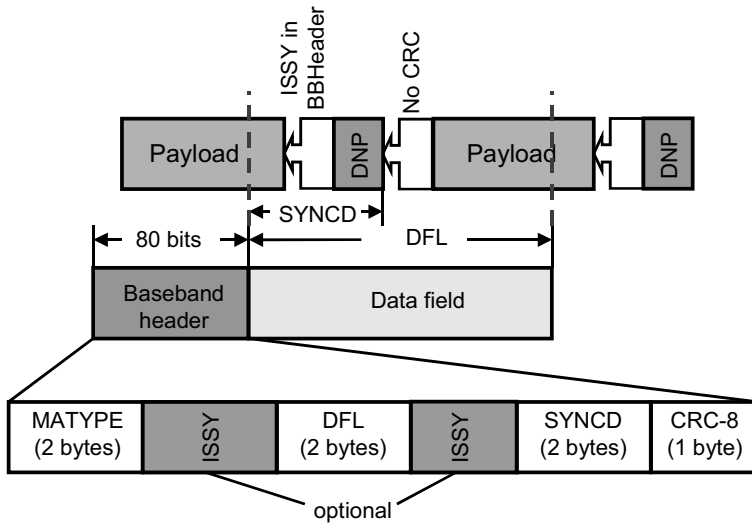 ISSY in
BBHeader
No CRC
Payload
DNP
Payload
DNP
SYNCD
80 bits
DFL
Baseband
header
Data field
MATYPE
(2 bytes)
ISSY
DFL
(2 bytes)
ISSY
SYNCD
(2 bytes)
CRC-8
(1 byte)
optional